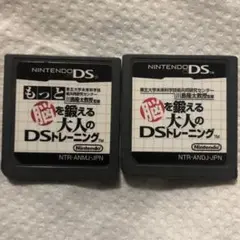 NINTENDO DS
東北大学未来科学技術共同研究センター
川島隆太教授監修
もっと
脳を鍛える
大人の
DSトレーニング
Nintendo
NTR-ANMJ-JPN
NINTENDO DS
東北大学未来科学技術共同研究センター
川島隆太教授監修
脳を鍛える
大人の
DSトレーニング
Nintendo
NTR-ANDJ-JPN